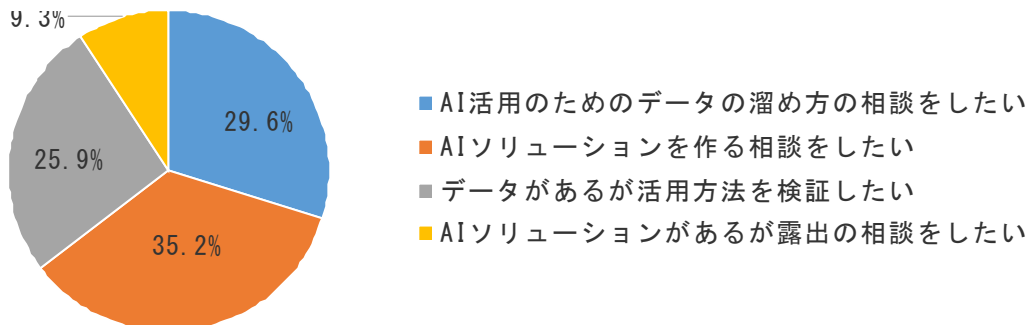 9.3%
29.6%
25.9%
35.2%
■AI活用のためのデータの溜め方の相談をしたい
■AIソリューションを作る相談をしたい
■データがあるが活用方法を検証したい
■AIソリューションがあるが露出の相談をしたい